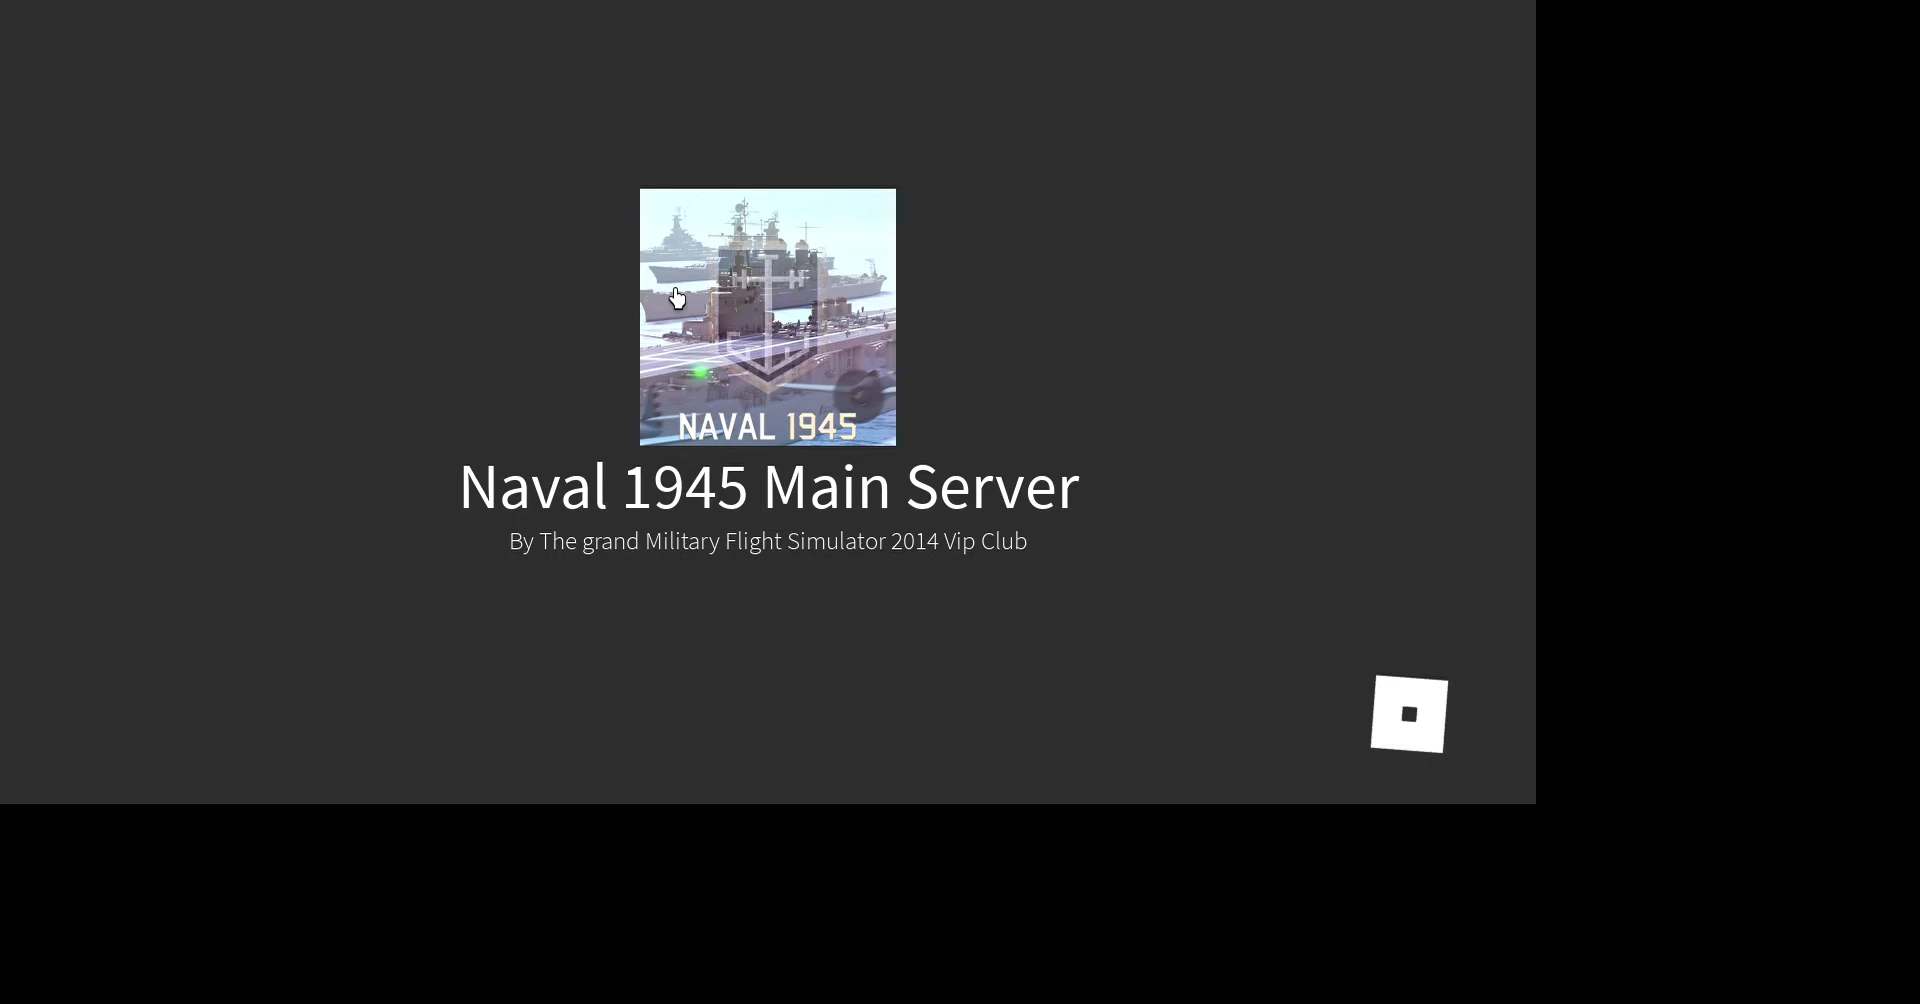 NAVAL 1945
Naval 1945 Main Server
By The grand Military Flight Simulator 2014 Vip Club